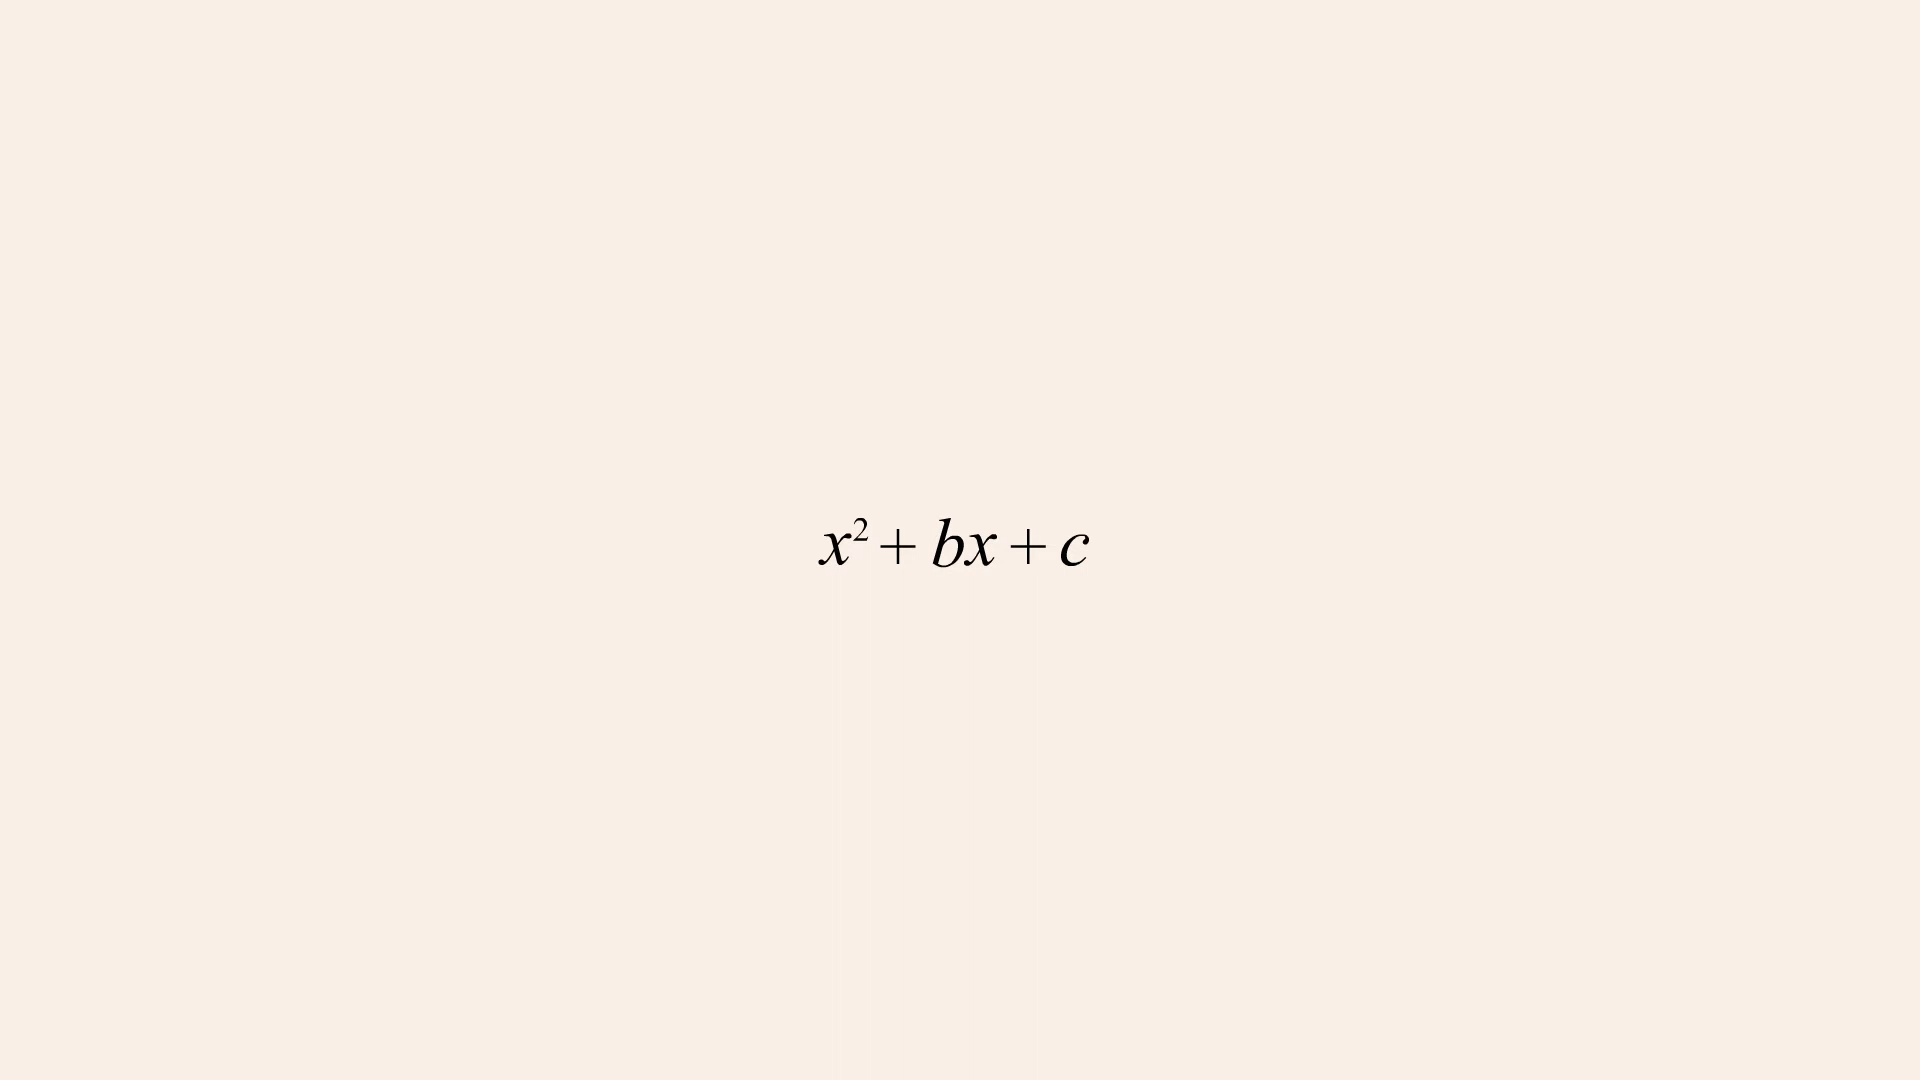 x² + bx + c